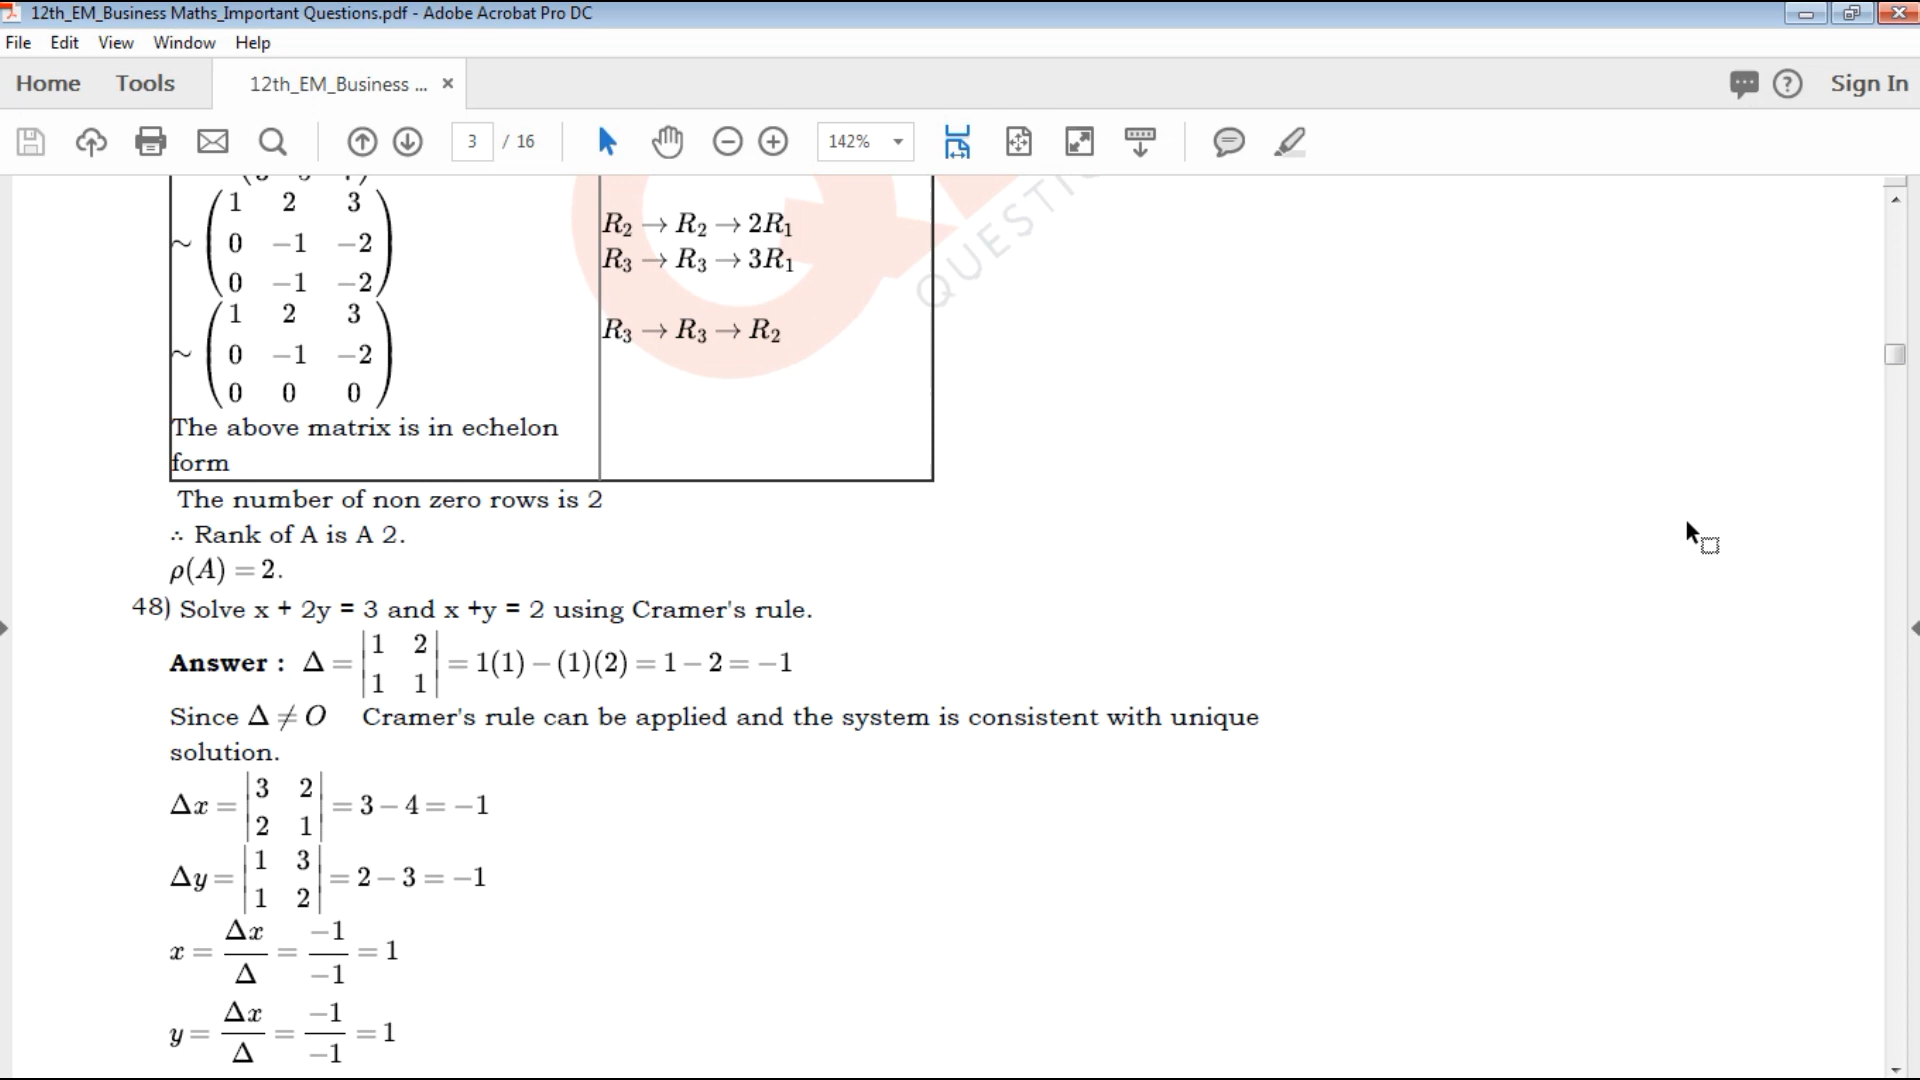 12th_EM_Business Maths_Important Questions.pdf - Adobe Acrobat Pro DC
File Edit View Window Help
Home Tools 12th_EM_Business ... × Sign In
3 / 16 142%
1 2 3
∼ 0 −1 −2
0 −1 −2
R₂ → R₂ → 2R₁
R₃ → R₃ → 3R₁
1 2 3
∼ 0 −1 −2
0 0 0
R₃ → R₃ → R₂
The above matrix is in echelon
form
The number of non zero rows is 2
∴ Rank of A is A 2.
ρ(A) = 2.
48) Solve x + 2y = 3 and x +y = 2 using Cramer's rule.
Answer : Δ = |1 2; 1 1| = 1(1) − (1)(2) = 1 − 2 = −1
Since Δ ≠ O Cramer's rule can be applied and the system is consistent with unique
solution.
Δx = |3 2; 2 1| = 3 − 4 = −1
Δy = |1 3; 1 2| = 2 − 3 = −1
x = Δx/Δ = −1/−1 = 1
y = Δx/Δ = −1/−1 = 1